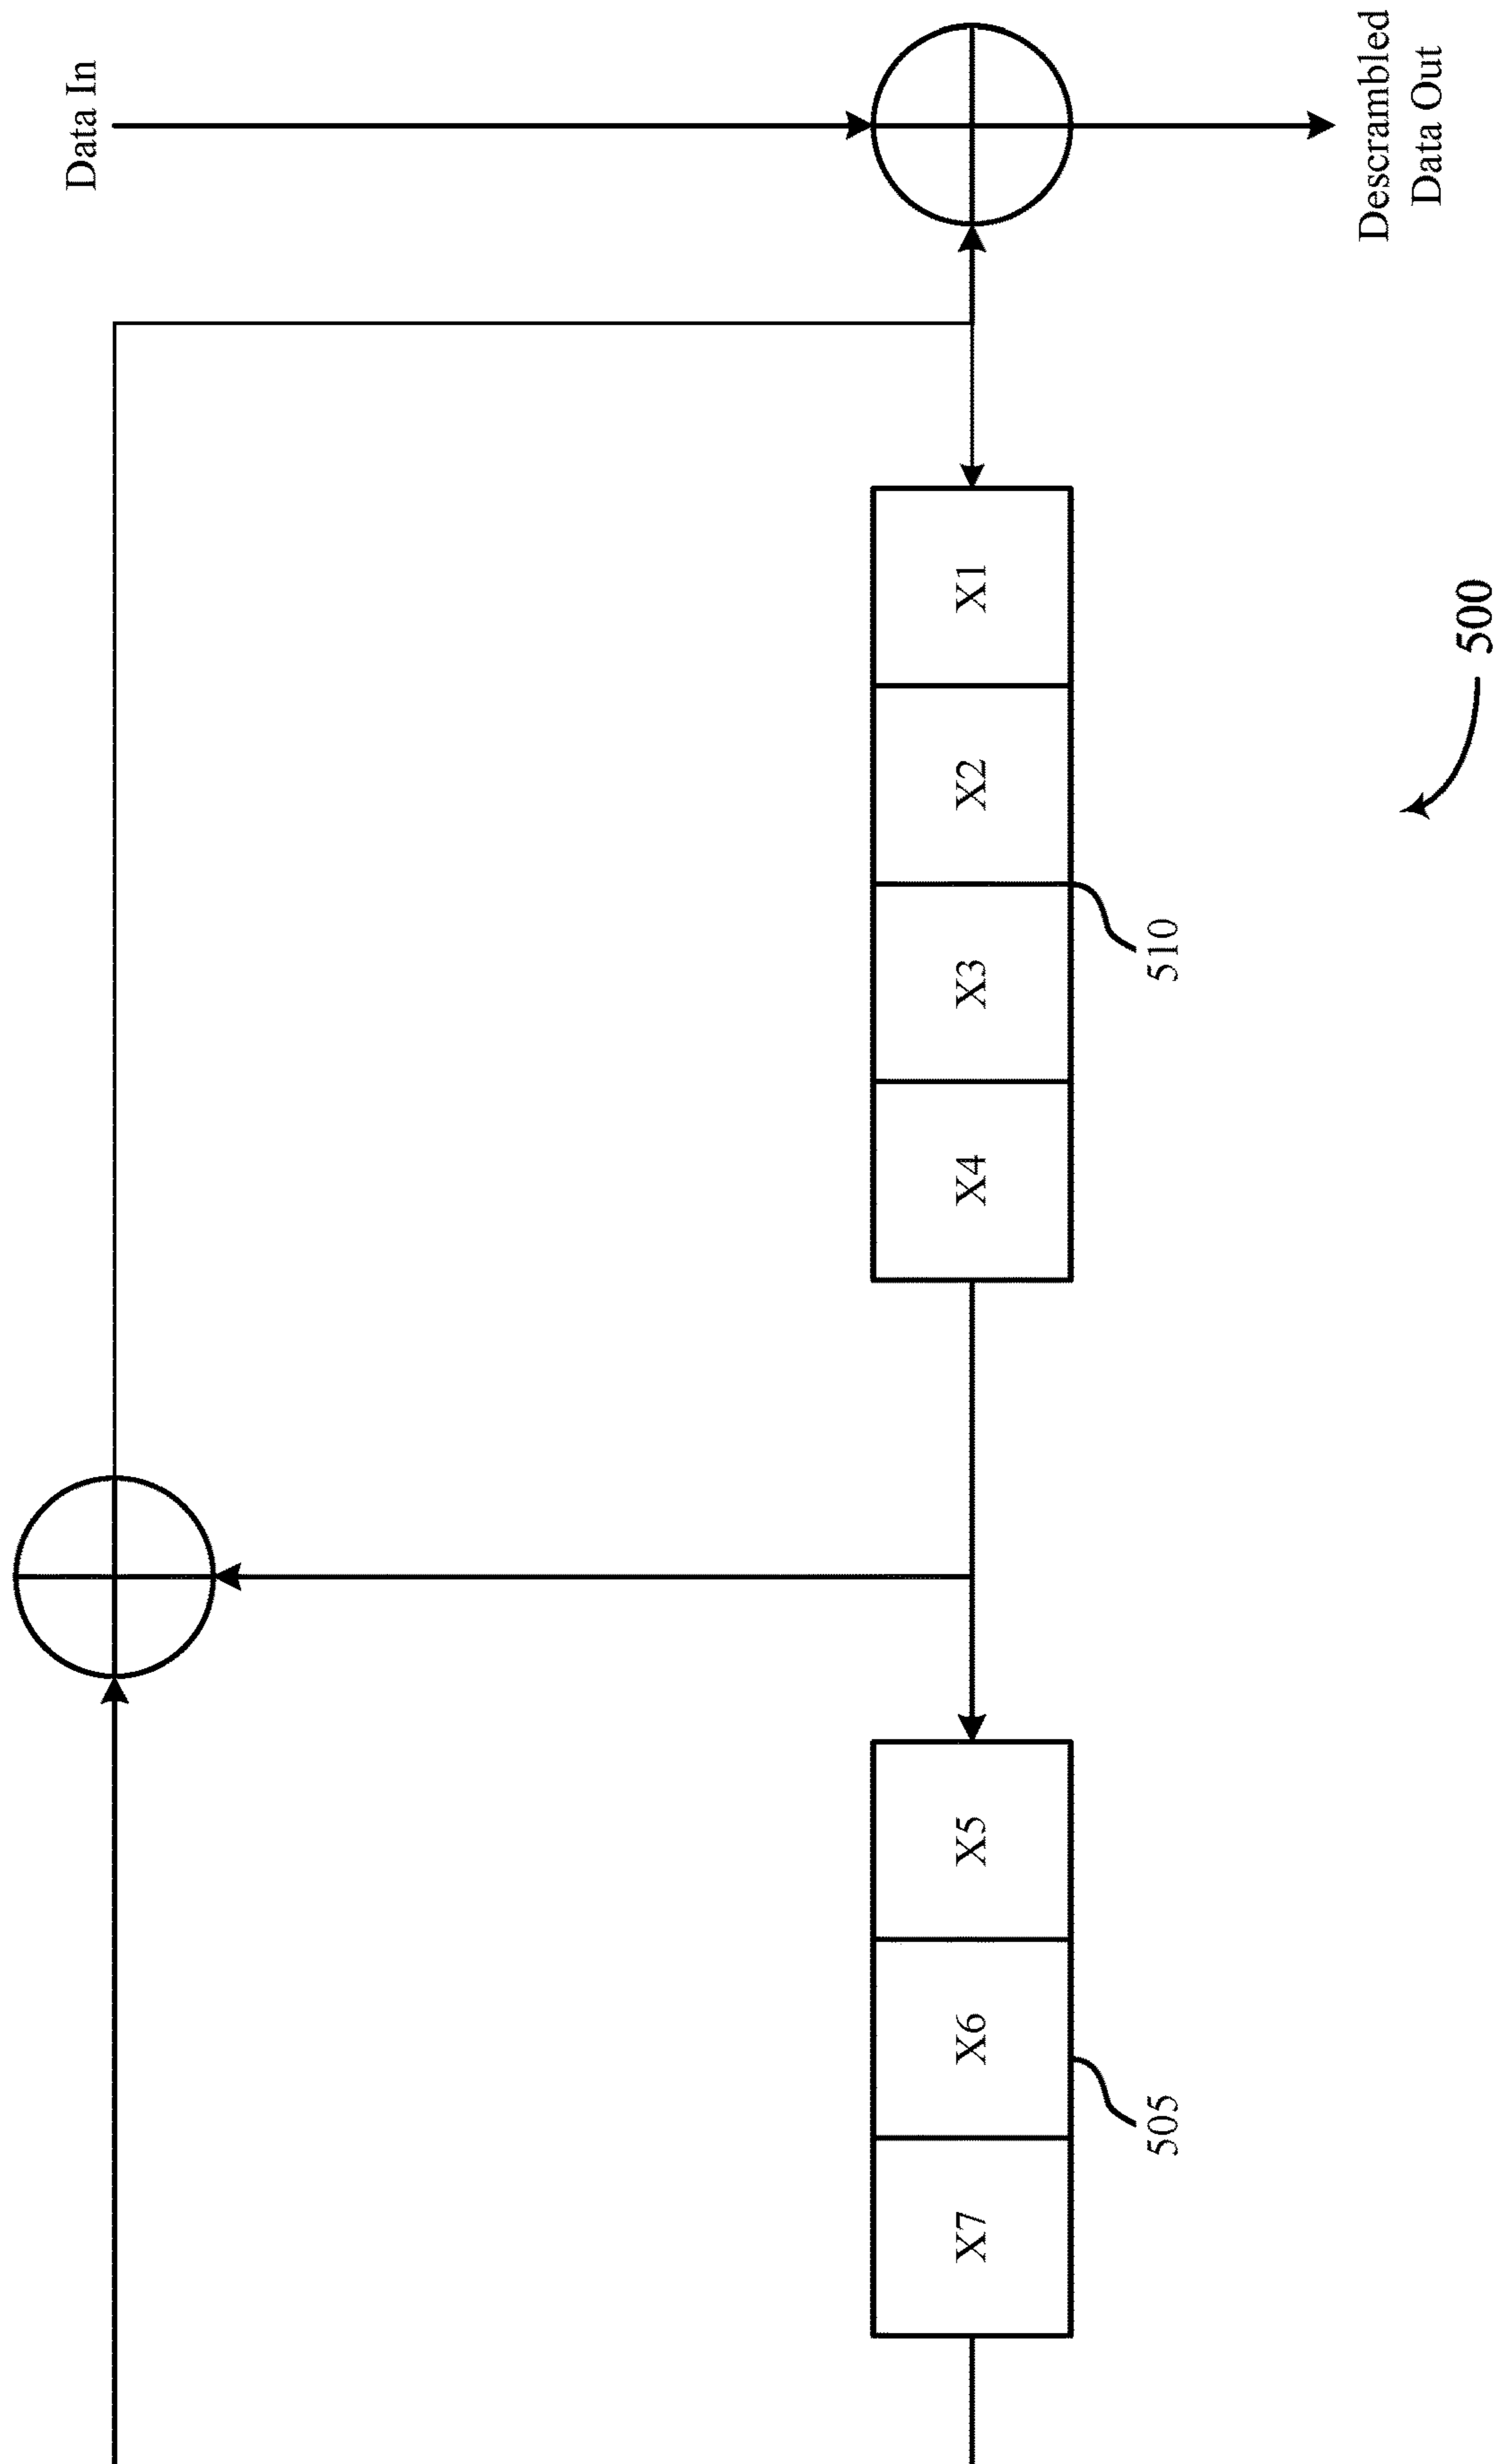 Data In
X7
X6
X5
X4
X3
X2
X1
505
510
Descrambled
Data Out
500